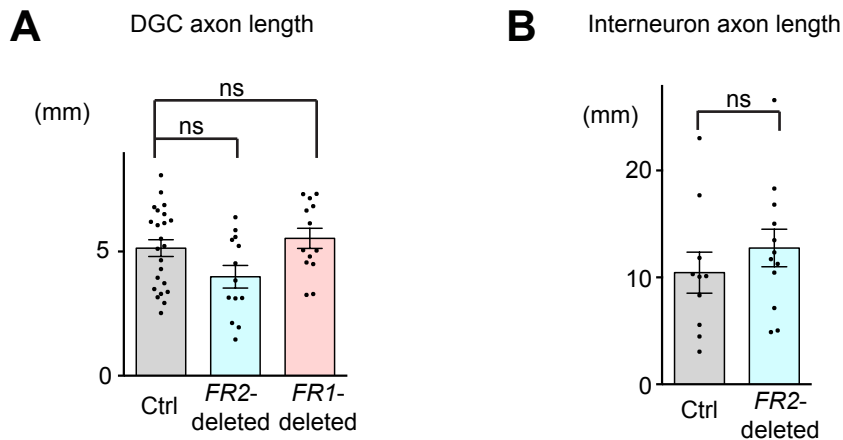 A
DGC axon length
(mm)
ns
ns
5
0
Ctrl
FR2-
deleted
FR1-
deleted
B
Interneuron axon length
(mm)
ns
20
10
0
Ctrl
FR2-
deleted